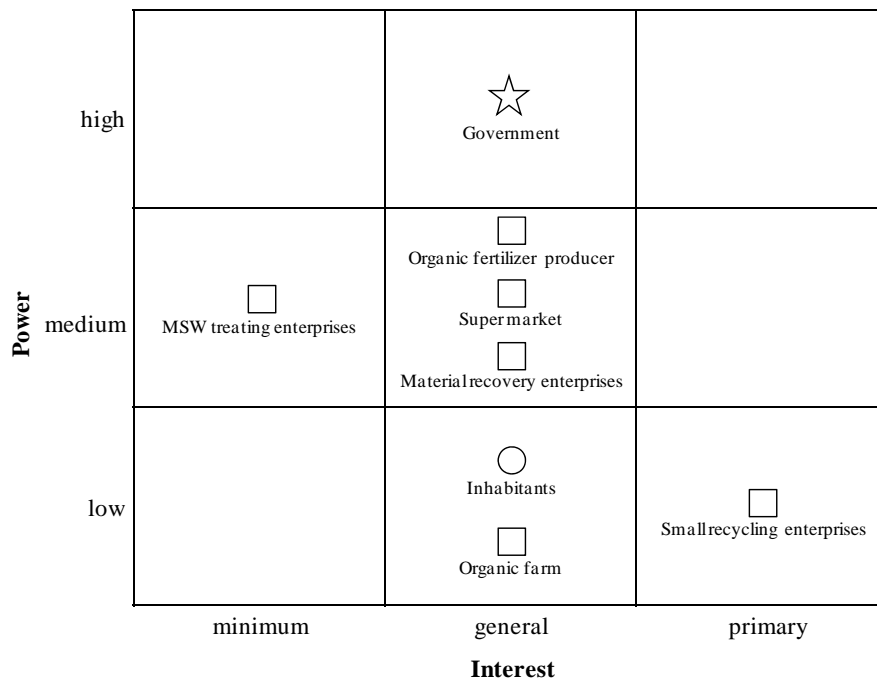 high
Government
Organic fertilizer producer
Supermarket
Material recovery enterprises
MSW treating enterprises
medium
Power
Inhabitants
Organic farm
Small recycling enterprises
low
minimum
general
primary
Interest